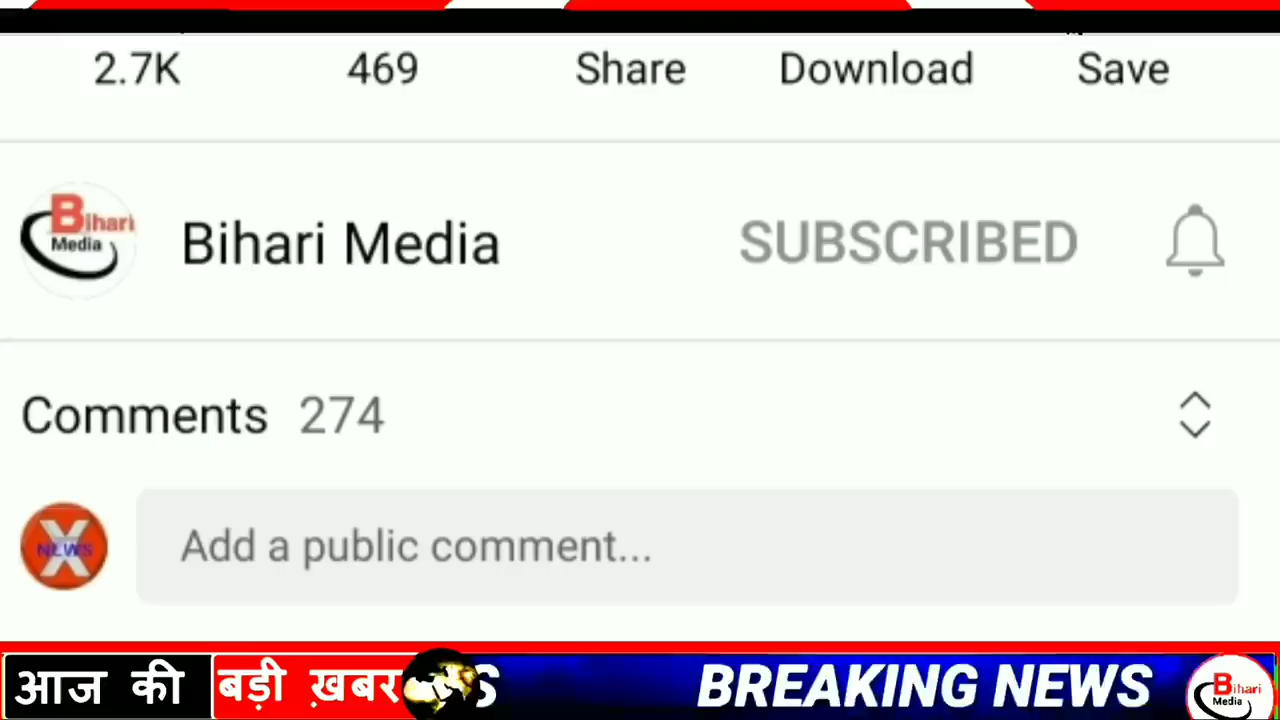 2.7K 469 Share Download Save
Bihari Media
Bihari Media SUBSCRIBED
Comments 274
X NEWS
Add a public comment...
आज की बड़ी ख़बर S BREAKING NEWS
Bihari Media